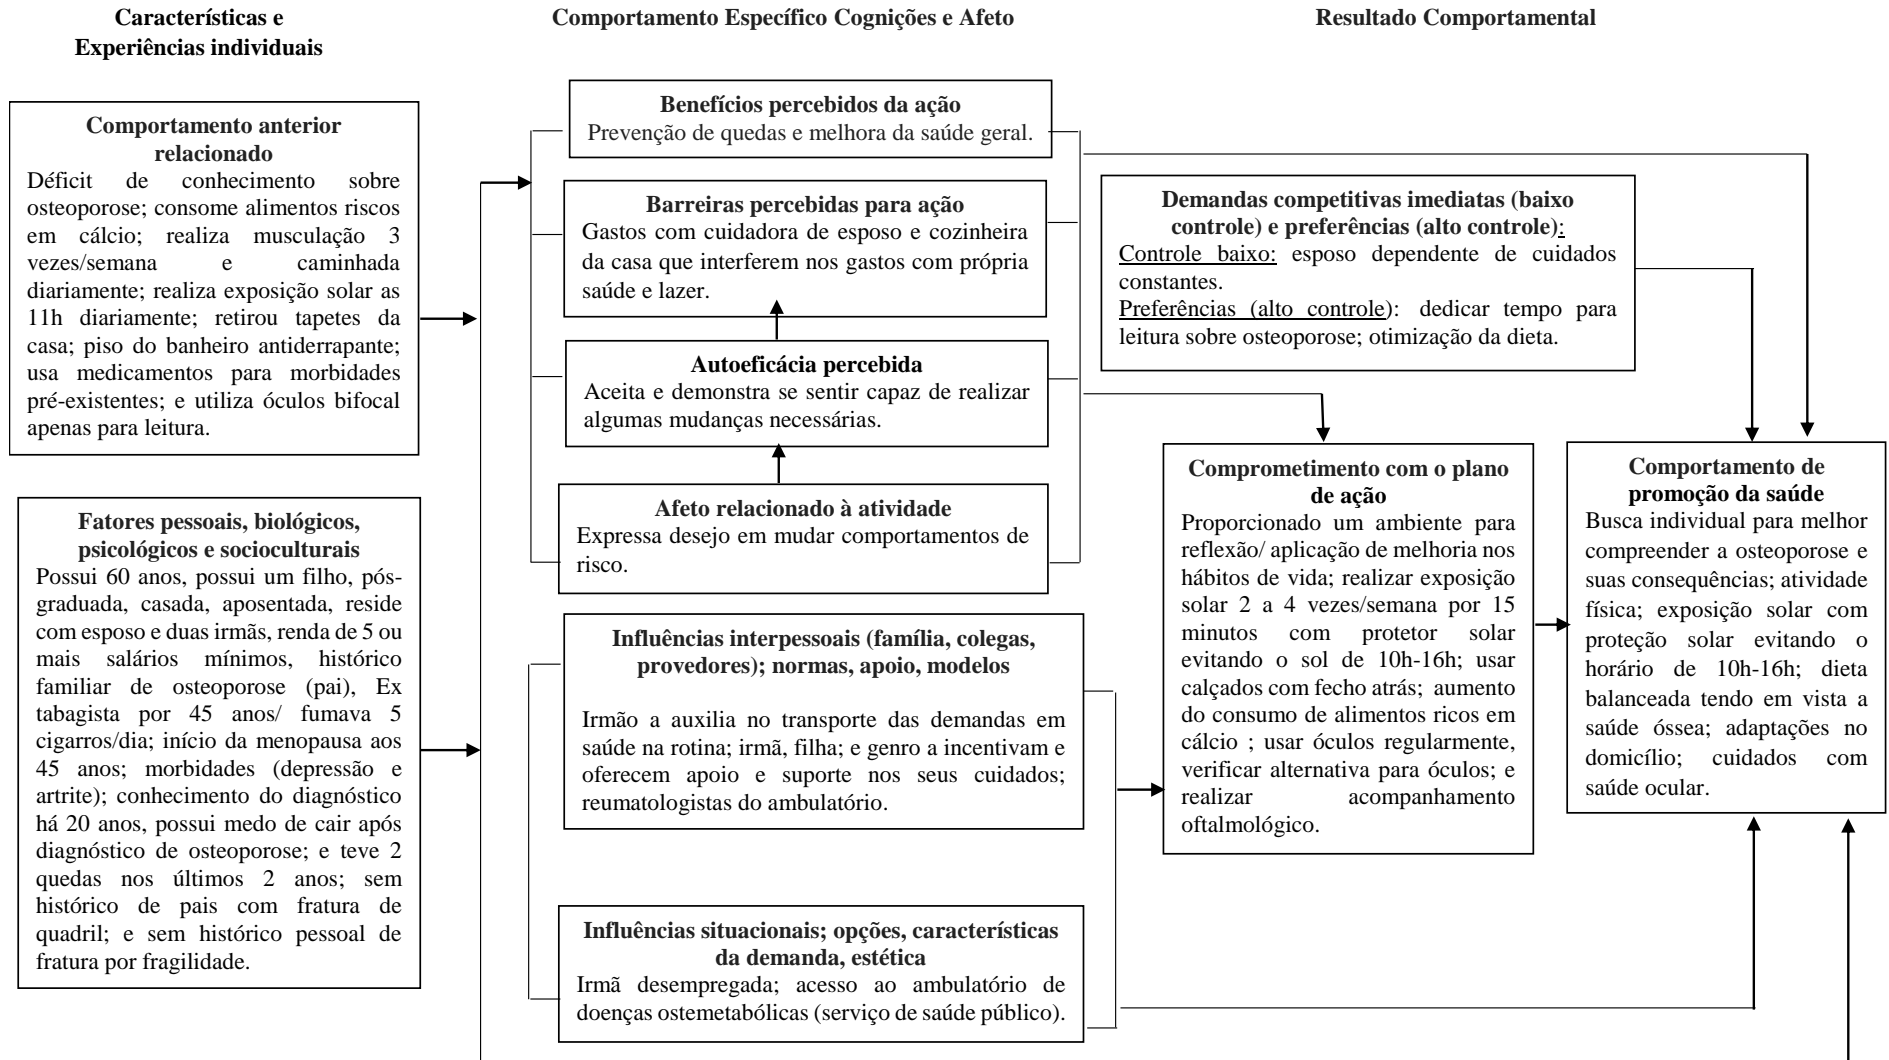 Características e
Experiências individuais
Comportamento Específico Cognições e Afeto
Resultado Comportamental
Comportamento anterior
relacionado
Déficit de conhecimento sobre
osteoporose; consome alimentos riscos
em cálcio; realiza musculação 3
vezes/semana e caminhada
diariamente; realiza exposição solar as
11h diariamente; retirou tapetes da
casa; piso do banheiro antiderrapante;
usa medicamentos para morbidades
pré-existentes; e utiliza óculos bifocal
apenas para leitura.
Fatores pessoais, biológicos,
psicológicos e socioculturais
Possui 60 anos, possui um filho, pós-
graduada, casada, aposentada, reside
com esposo e duas irmãs, renda de 5 ou
mais salários mínimos, histórico
familiar de osteoporose (pai), Ex
tabagista por 45 anos/ fumava 5
cigarros/dia; início da menopausa aos
45 anos; morbidades (depressão e
artrite); conhecimento do diagnóstico
há 20 anos, possui medo de cair após
diagnóstico de osteoporose; e teve 2
quedas nos últimos 2 anos; sem
histórico de pais com fratura de
quadril; e sem histórico pessoal de
fratura por fragilidade.
Benefícios percebidos da ação
Prevenção de quedas e melhora da saúde geral.
Barreiras percebidas para ação
Gastos com cuidadora de esposo e cozinheira
da casa que interferem nos gastos com própria
saúde e lazer.
Autoeficácia percebida
Aceita e demonstra se sentir capaz de realizar
algumas mudanças necessárias.
Afeto relacionado à atividade
Expressa desejo em mudar comportamentos de
risco.
Influências interpessoais (família, colegas,
provedores); normas, apoio, modelos
Irmão a auxilia no transporte das demandas em
saúde na rotina; irmã, filha; e genro a incentivam e
oferecem apoio e suporte nos seus cuidados;
reumatologistas do ambulatório.
Influências situacionais; opções, características
da demanda, estética
Irmã desempregada; acesso ao ambulatório de
doenças ostemetabólicas (serviço de saúde público).
Demandas competitivas imediatas (baixo
controle) e preferências (alto controle):
Controle baixo: esposo dependente de cuidados
constantes.
Preferências (alto controle): dedicar tempo para
leitura sobre osteoporose; otimização da dieta.
Comprometimento com o plano
de ação
Proporcionado um ambiente para
reflexão/ aplicação de melhoria nos
hábitos de vida; realizar exposição
solar 2 a 4 vezes/semana por 15
minutos com protetor solar
evitando o sol de 10h-16h; usar
calçados com fecho atrás; aumento
do consumo de alimentos ricos em
cálcio ; usar óculos regularmente,
verificar alternativa para óculos; e
realizar acompanhamento
oftalmológico.
Comportamento de
promoção da saúde
Busca individual para melhor
compreender a osteoporose e
suas consequências; atividade
física; exposição solar com
proteção solar evitando o
horário de 10h-16h; dieta
balanceada tendo em vista a
saúde óssea; adaptações no
domicílio; cuidados com
saúde ocular.